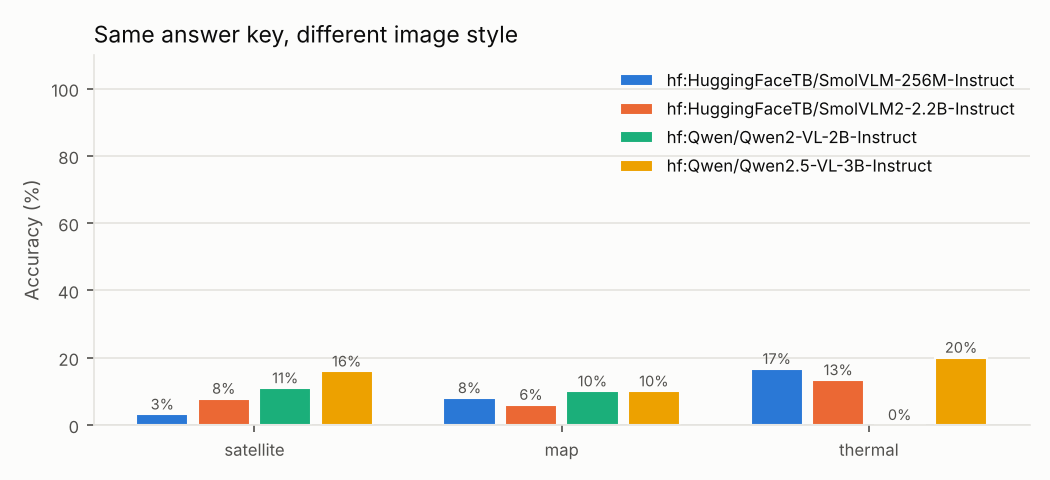 Same answer key, different image style
hf:HuggingFaceTB/SmolVLM-256M-Instruct
hf:HuggingFaceTB/SmolVLM2-2.2B-Instruct
hf:Qwen/Qwen2-VL-2B-Instruct
hf:Qwen/Qwen2.5-VL-3B-Instruct
Accuracy (%)
100
80
60
40
20
0
3%
8%
11%
16%
8%
6%
10%
10%
17%
13%
0%
20%
satellite
map
thermal